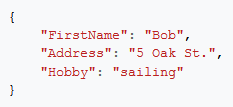 {
"FirstName": "Bob",
"Address": "5 Oak St.",
"Hobby": "sailing"
}